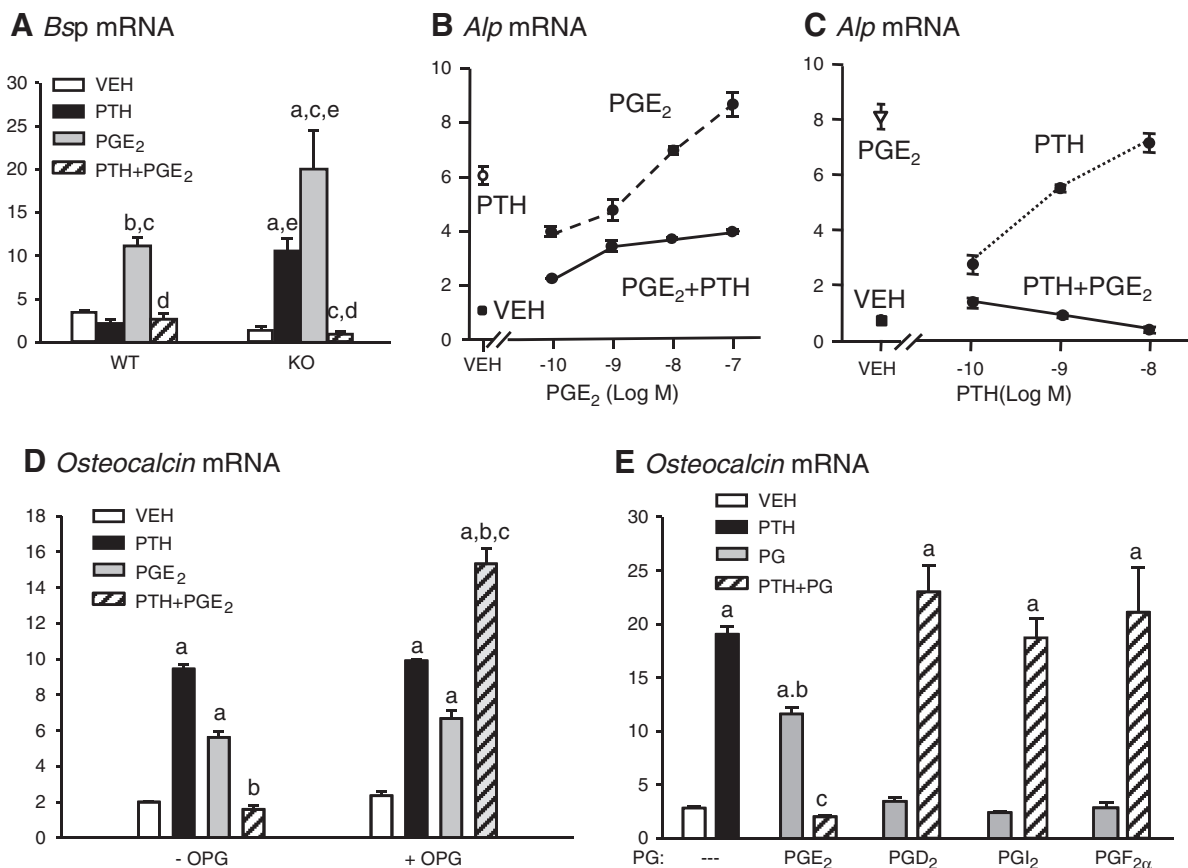 A Bsp mRNA
30
25
20
15
10
5
0
VEH
PTH
PGE₂
PTH+PGE₂
b,c
d
a,e
a,c,e
c,d
WT KO
B Alp mRNA
10
8
6
4
2
0
PGE₂
PTH
PGE₂+PTH
VEH
VEH -10 -9 -8 -7
PGE₂ (Log M)
C Alp mRNA
10
8
6
4
2
0
PGE₂
PTH
VEH
PTH+PGE₂
VEH -10 -9 -8
PTH(Log M)
D Osteocalcin mRNA
18
16
14
12
10
8
6
4
2
0
VEH
PTH
PGE₂
PTH+PGE₂
a
a
b
a
a
a,b,c
- OPG + OPG
E Osteocalcin mRNA
30
25
20
15
10
5
0
VEH
PTH
PG
PTH+PG
a
a.b
c
a
a
a
PG: --- PGE₂ PGD₂ PGI₂ PGF₂α